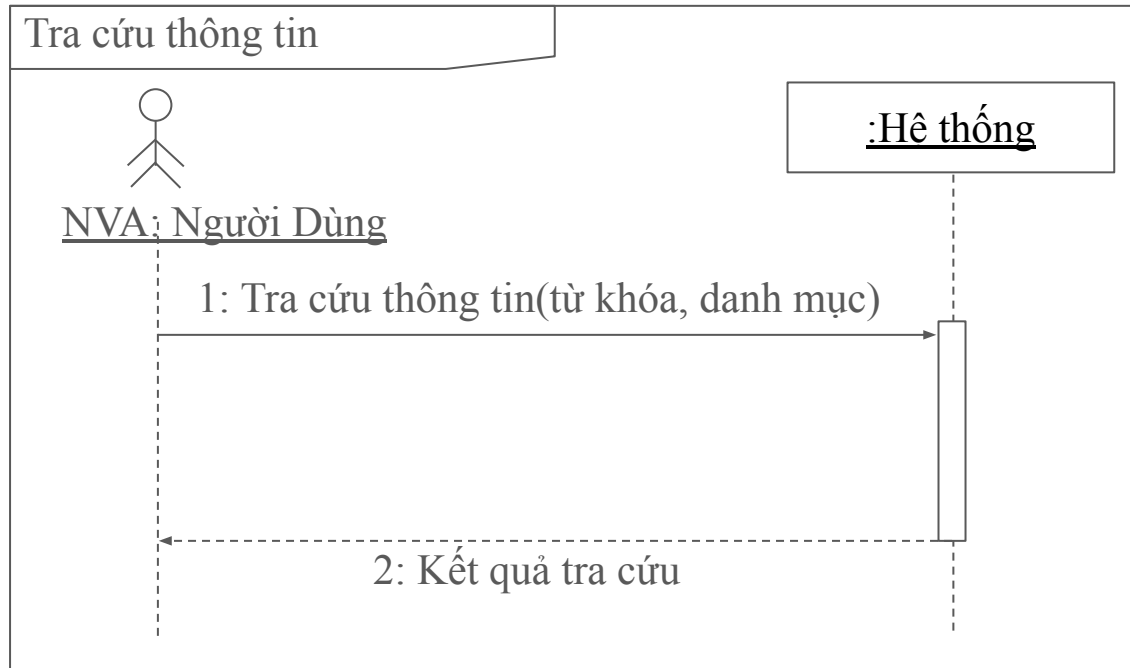 Tra cứu thông tin
:Hê thống
NVA: Người Dùng
1: Tra cứu thông tin(từ khóa, danh mục)
2: Kết quả tra cứu